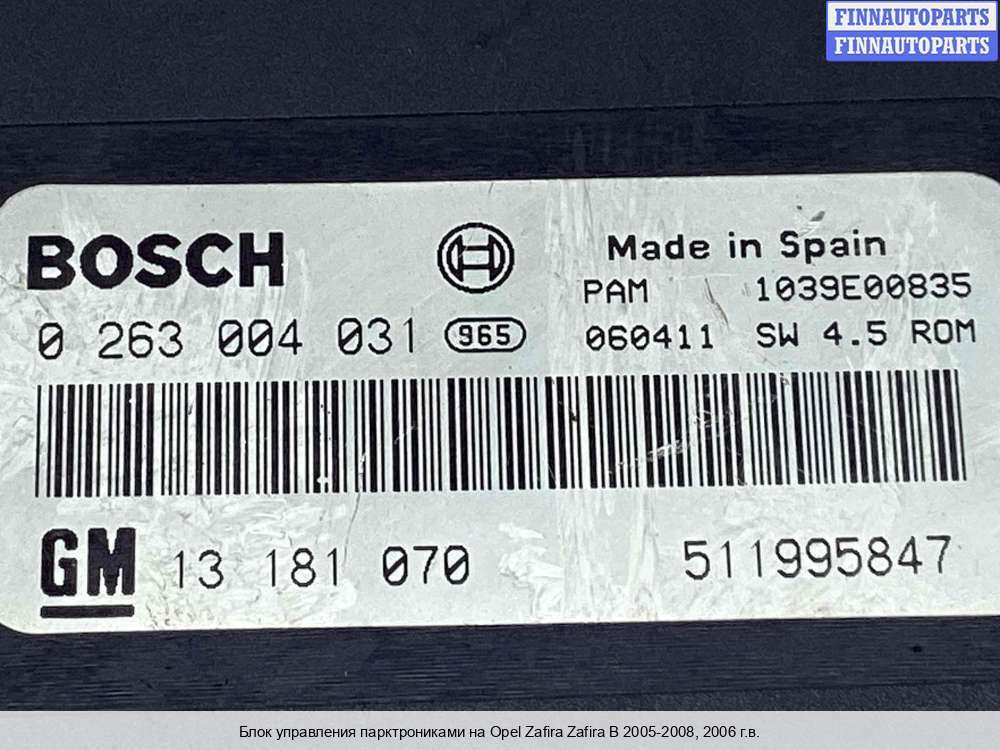 FINNAUTOPARTS
FINNAUTOPARTS
BOSCH
Made in Spain
PAM 1039E00835
0 263 004 031 965
060411 SW 4.5 ROM
GM 13 181 070
511995847
Блок управления парктрониками на Opel Zafira Zafira B 2005-2008, 2006 г.в.